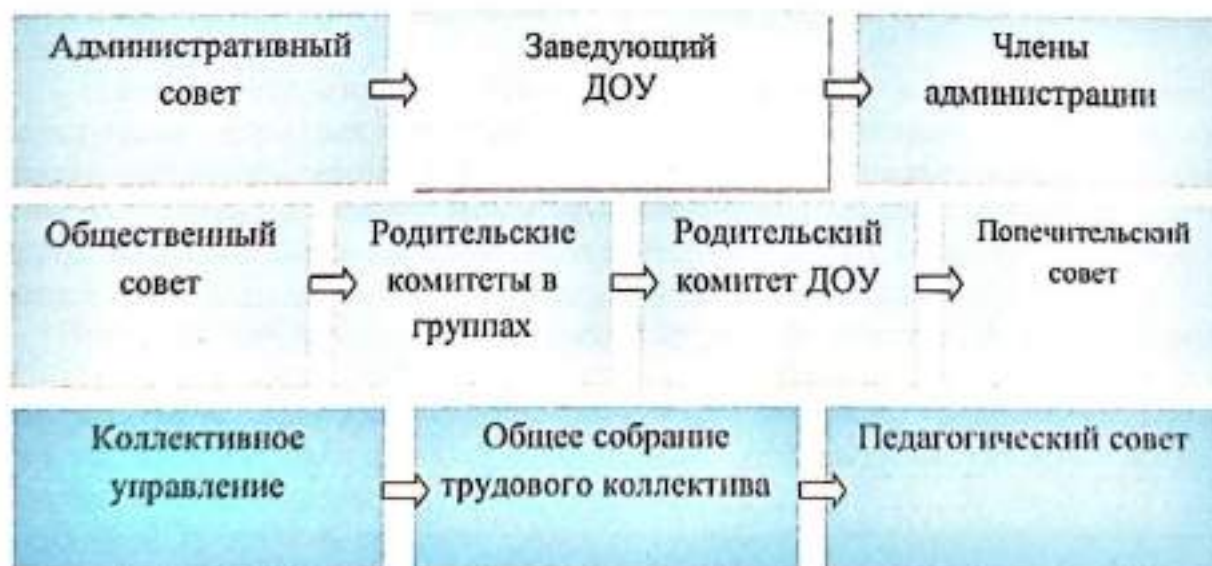 Административный
совет
Заведующий
ДОУ
Члены
администрации
Общественный
совет
Родительские
комитеты в
группах
Родительский
комитет ДОУ
Попечительский
совет
Коллективное
управление
Общее собрание
трудового коллектива
Педагогический совет